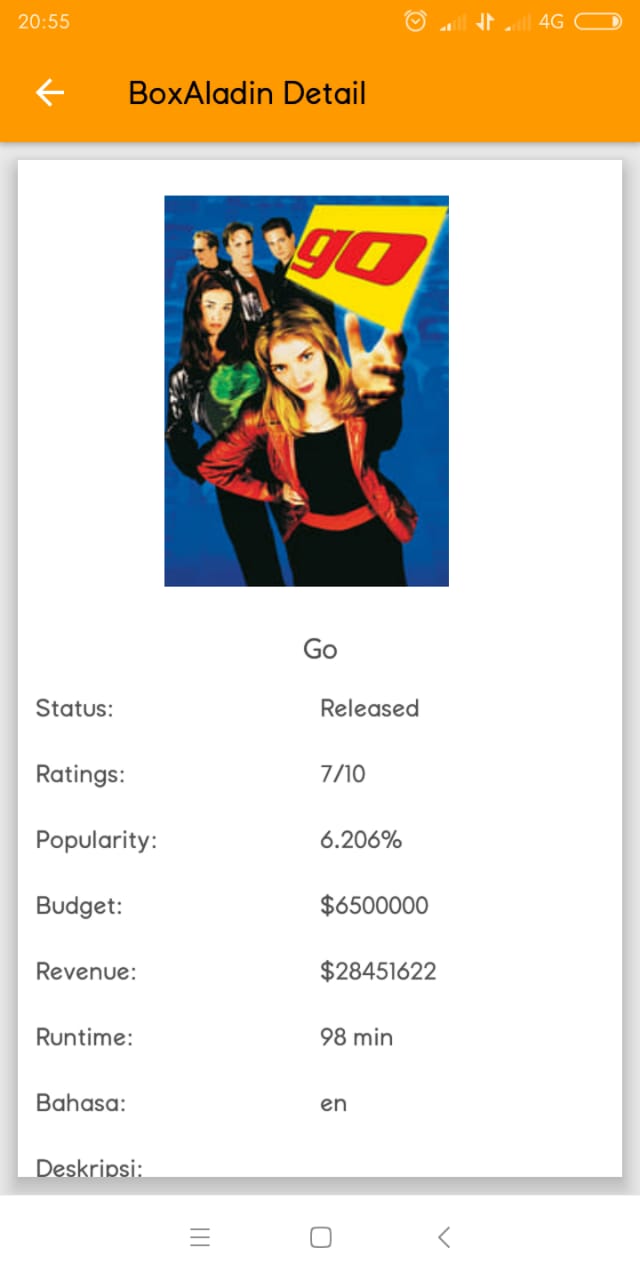 20:55
4G
BoxAladin Detail
go
Go
Status: Released
Ratings: 7/10
Popularity: 6.206%
Budget: $6500000
Revenue: $28451622
Runtime: 98 min
Bahasa: en
Deskripsi: